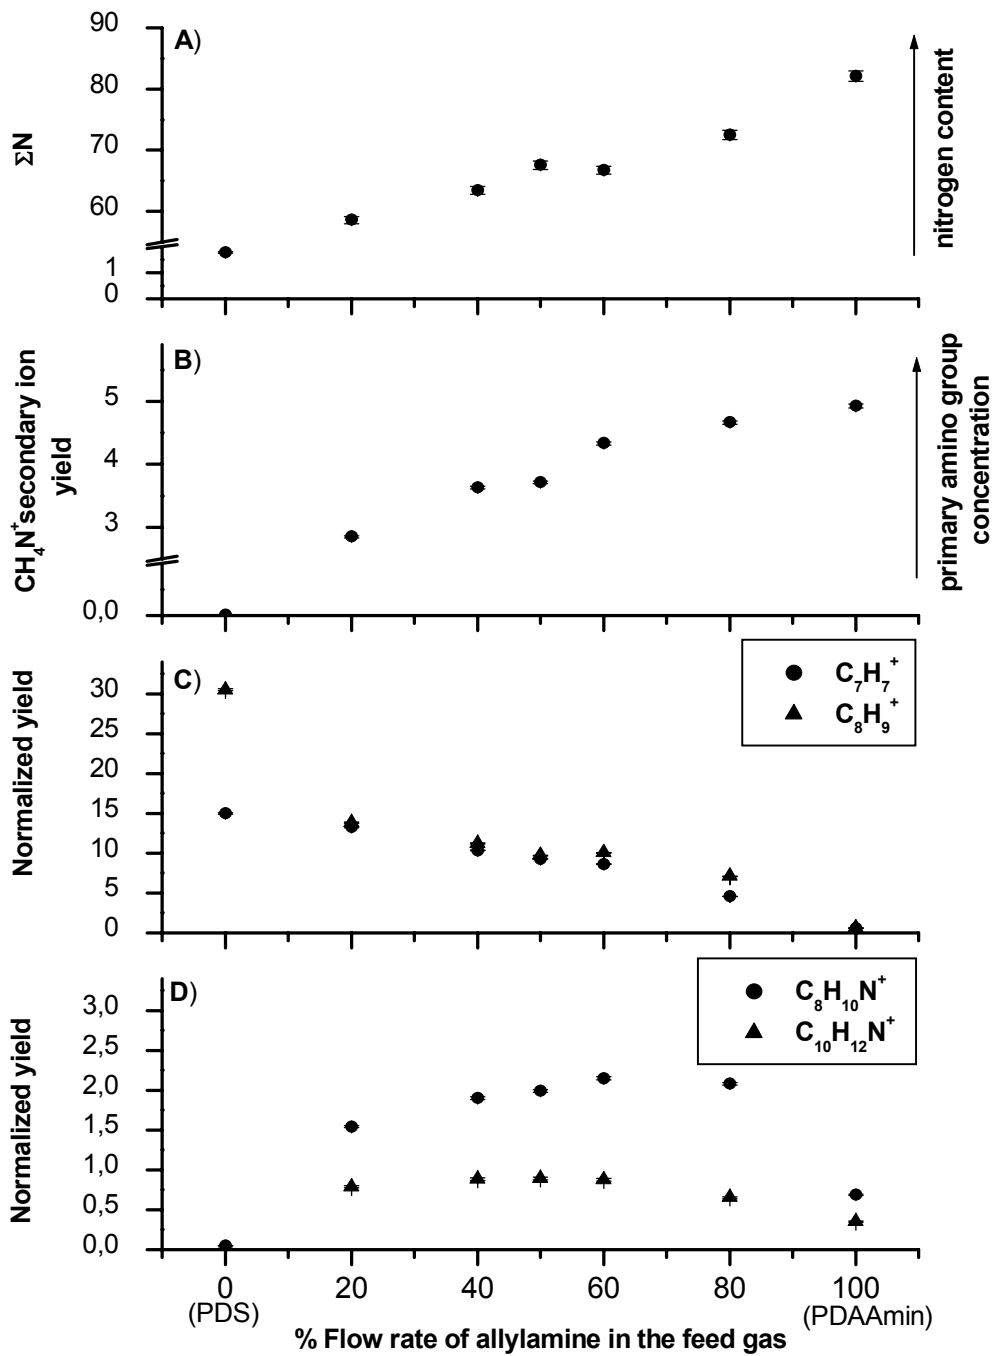 A)
ΣN
90
80
70
60
1
0
nitrogen content
B)
CH₄N⁺secondary ion
yield
5
4
3
0,0
primary amino group
concentration
C)
Normalized yield
30
25
20
15
10
5
0
C₇H₇⁺
C₈H₉⁺
D)
Normalized yield
3,0
2,5
2,0
1,5
1,0
0,5
0,0
C₈H₁₀N⁺
C₁₀H₁₂N⁺
0 20 40 60 80 100
(PDS) (PDAAmin)
% Flow rate of allylamine in the feed gas